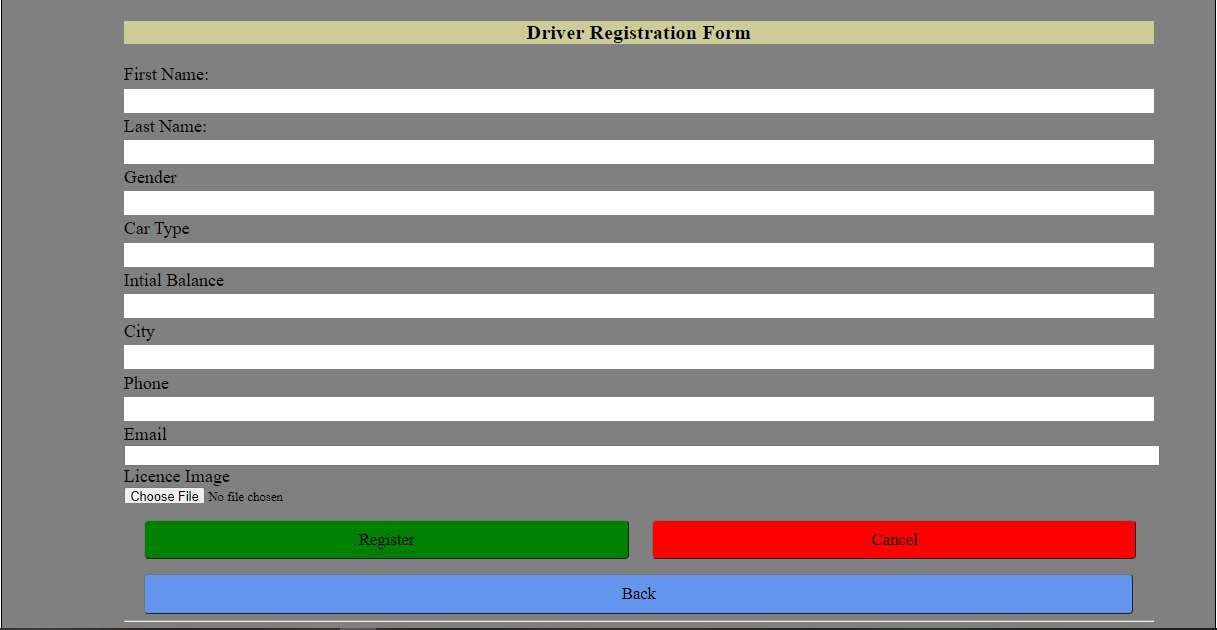 Driver Registration Form
First Name:
Last Name:
Gender
Car Type
Intial Balance
City
Phone
Email
Licence Image
Choose File No file chosen
Register Cancel
Back